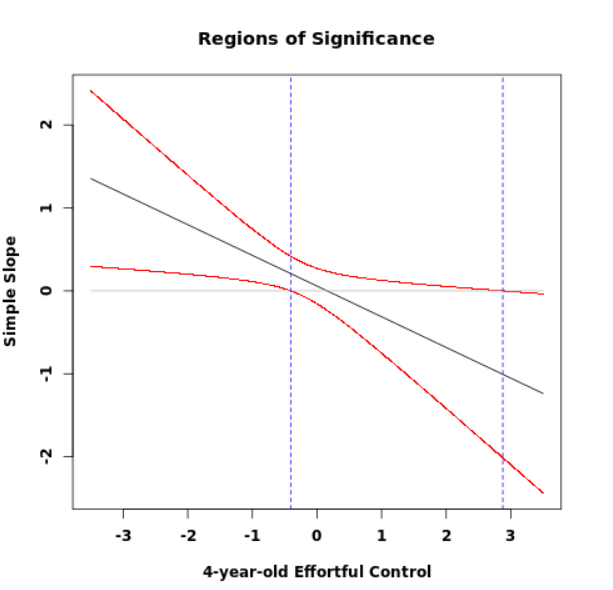 Regions of Significance
2
1
0
-1
-2
Simple Slope
-3 -2 -1 0 1 2 3
4-year-old Effortful Control